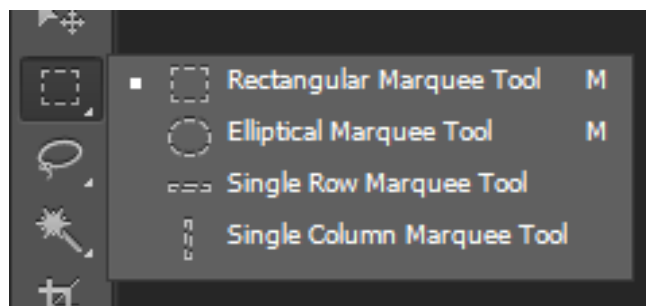 Rectangular Marquee Tool M
Elliptical Marquee Tool M
Single Row Marquee Tool
Single Column Marquee Tool